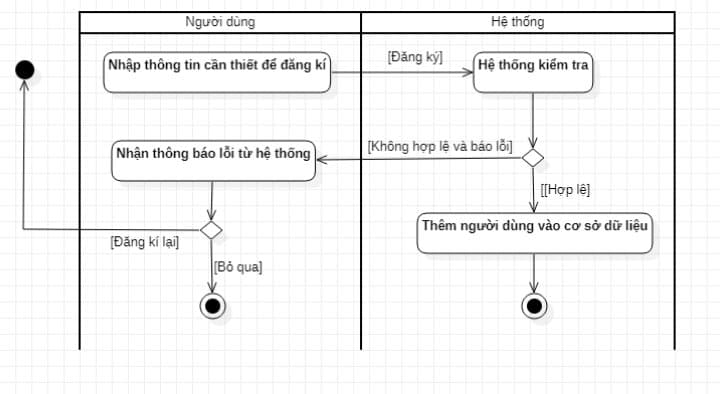 Người dùng
Hệ thống
Nhập thông tin cần thiết để đăng kí
[Đăng ký]
Hệ thống kiểm tra
Nhận thông báo lỗi từ hệ thống
[Không hợp lệ và báo lỗi]
[[Hợp lệ]
Thêm người dùng vào cơ sở dữ liệu
[Đăng kí lại]
[Bỏ qua]